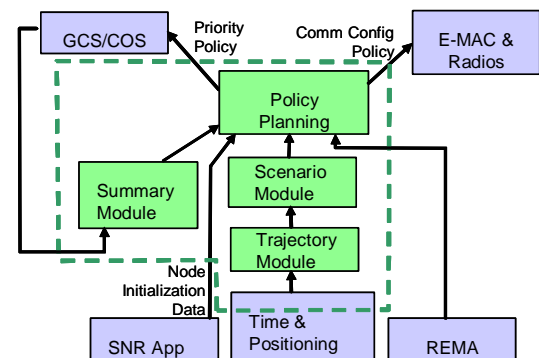 GCS/COS
Priority
Policy
Comm Config
Policy
E-MAC &
Radios
Policy
Planning
Summary
Module
Scenario
Module
Trajectory
Module
Node
Initialization
Data
SNR App
Time &
Positioning
REMA